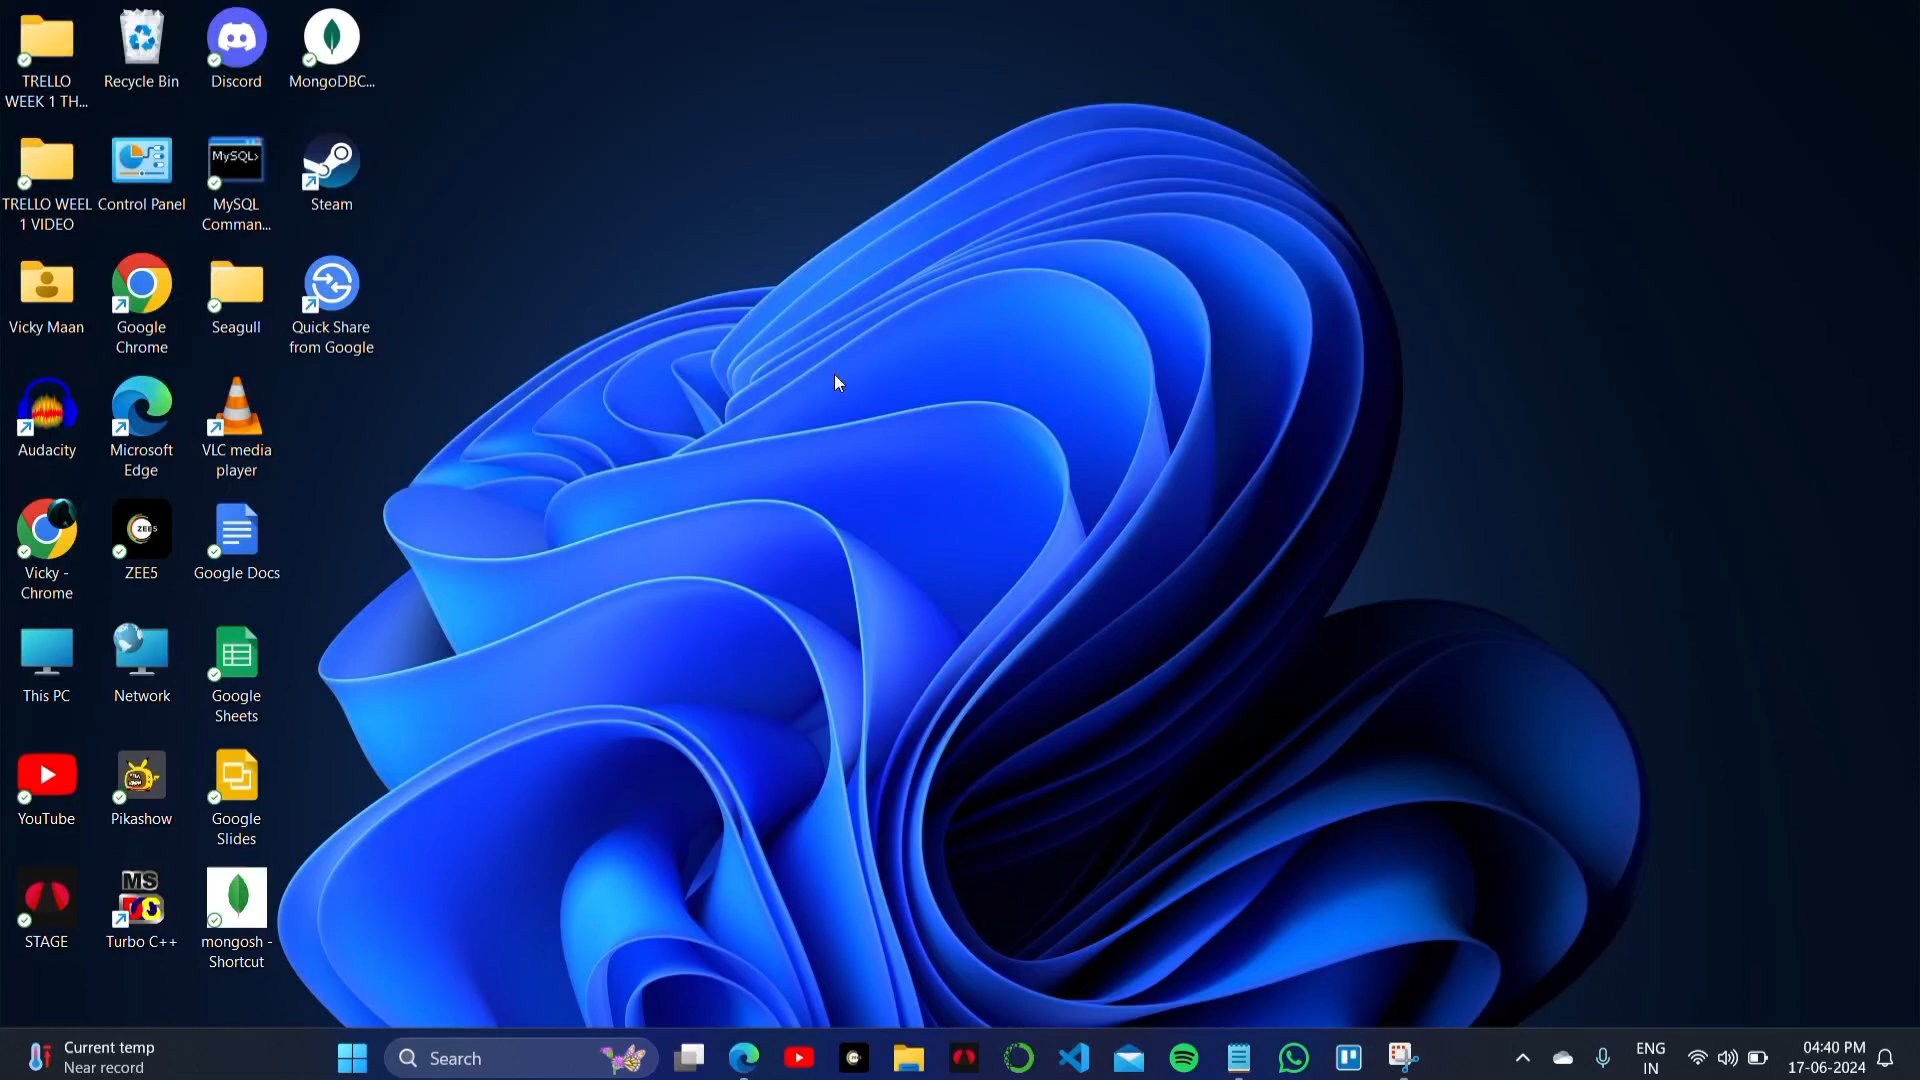 TRELLO
WEEK 1 TH...
Recycle Bin
Discord
MongoDBC...
TRELLO WEEL
1 VIDEO
Control Panel
MySQL>
MySQL
Comman...
Steam
Vicky Maan
Google
Chrome
Seagull
Quick Share
from Google
Audacity
Microsoft
Edge
VLC media
player
Vicky -
Chrome
ZEE5
ZEE5
Google Docs
This PC
Network
Google
Sheets
YouTube
Pikashow
Google
Slides
STAGE
MS
Turbo C++
mongosh -
Shortcut
Current temp
Near record
Search
ENG
IN
04:40 PM
17-06-2024